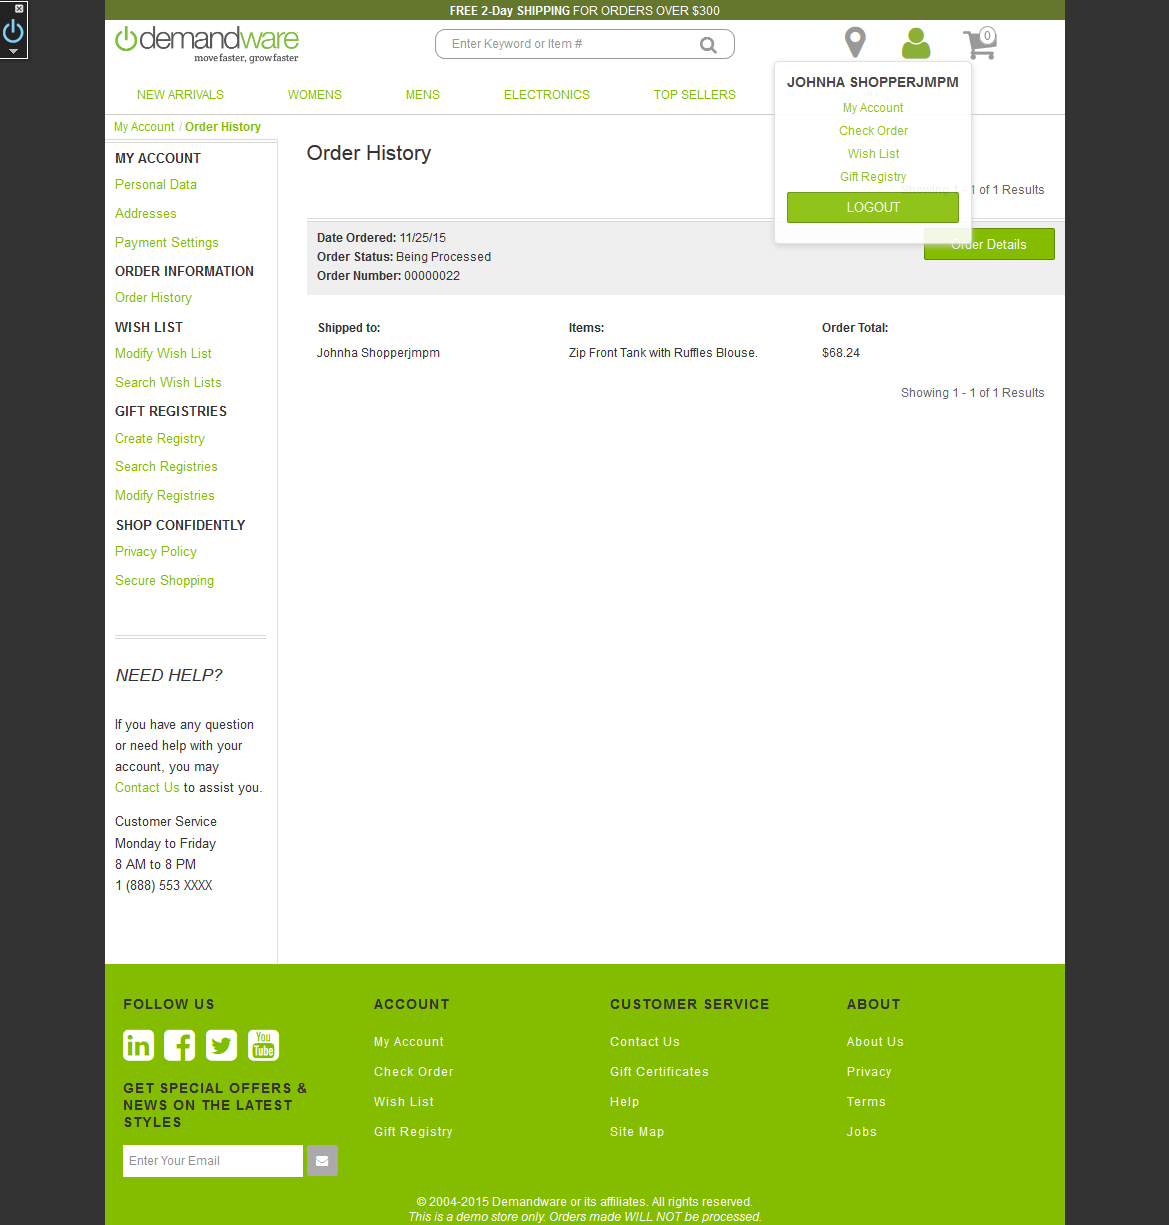 FREE 2-Day SHIPPING FOR ORDERS OVER $300
demandware
move faster, grow faster
Enter Keyword or Item #
0
NEW ARRIVALS WOMENS MENS ELECTRONICS TOP SELLERS
JOHNHA SHOPPERJMPM
My Account
Check Order
Wish List
Gift Registry
LOGOUT
My Account / Order History
MY ACCOUNT
Personal Data
Addresses
Payment Settings
ORDER INFORMATION
Order History
WISH LIST
Modify Wish List
Search Wish Lists
GIFT REGISTRIES
Create Registry
Search Registries
Modify Registries
SHOP CONFIDENTLY
Privacy Policy
Secure Shopping
NEED HELP?
If you have any question
or need help with your
account, you may
Contact Us to assist you.
Customer Service
Monday to Friday
8 AM to 8 PM
1 (888) 553 XXXX
Order History
Showing 1 - 1 of 1 Results
Date Ordered: 11/25/15
Order Status: Being Processed
Order Number: 00000022
Order Details
Shipped to: Items: Order Total:
Johnha Shopperjmpm Zip Front Tank with Ruffles Blouse. $68.24
Showing 1 - 1 of 1 Results
FOLLOW US
in f You Tube
GET SPECIAL OFFERS &
NEWS ON THE LATEST
STYLES
Enter Your Email
ACCOUNT
My Account
Check Order
Wish List
Gift Registry
CUSTOMER SERVICE
Contact Us
Gift Certificates
Help
Site Map
ABOUT
About Us
Privacy
Terms
Jobs
© 2004-2015 Demandware or its affiliates. All rights reserved.
This is a demo store only. Orders made WILL NOT be processed.